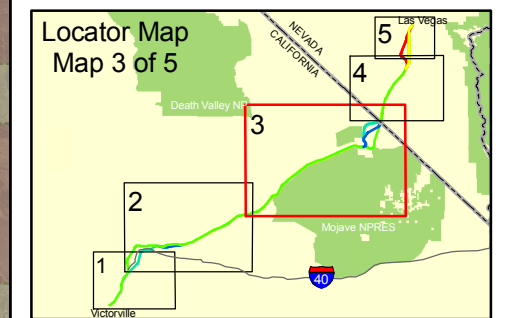 Locator Map
Map 3 of 5
5
Las Vegas
NEVADA
CALIFORNIA
4
Death Valley NP
3
2
Mojave NPRES
1
40
Victorville